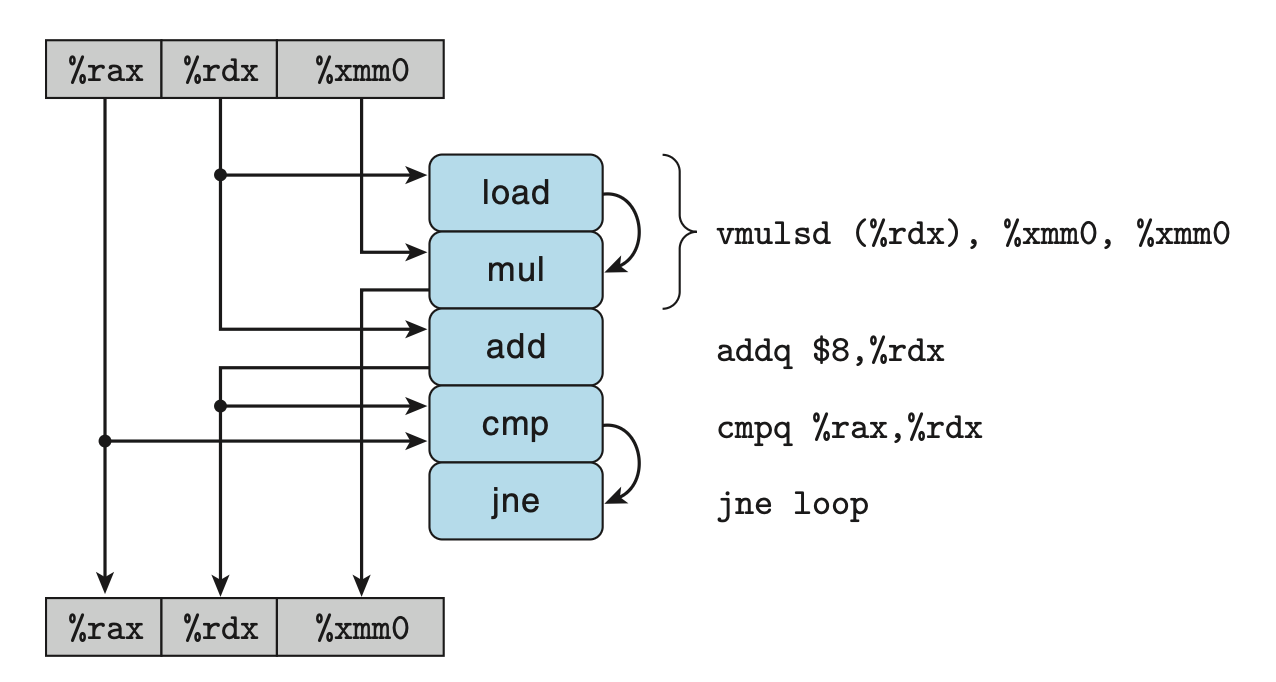 %rax %rdx %xmm0
load
mul
vmulsd (%rdx), %xmm0, %xmm0
add
addq $8,%rdx
cmp
cmpq %rax,%rdx
jne
jne loop
%rax %rdx %xmm0